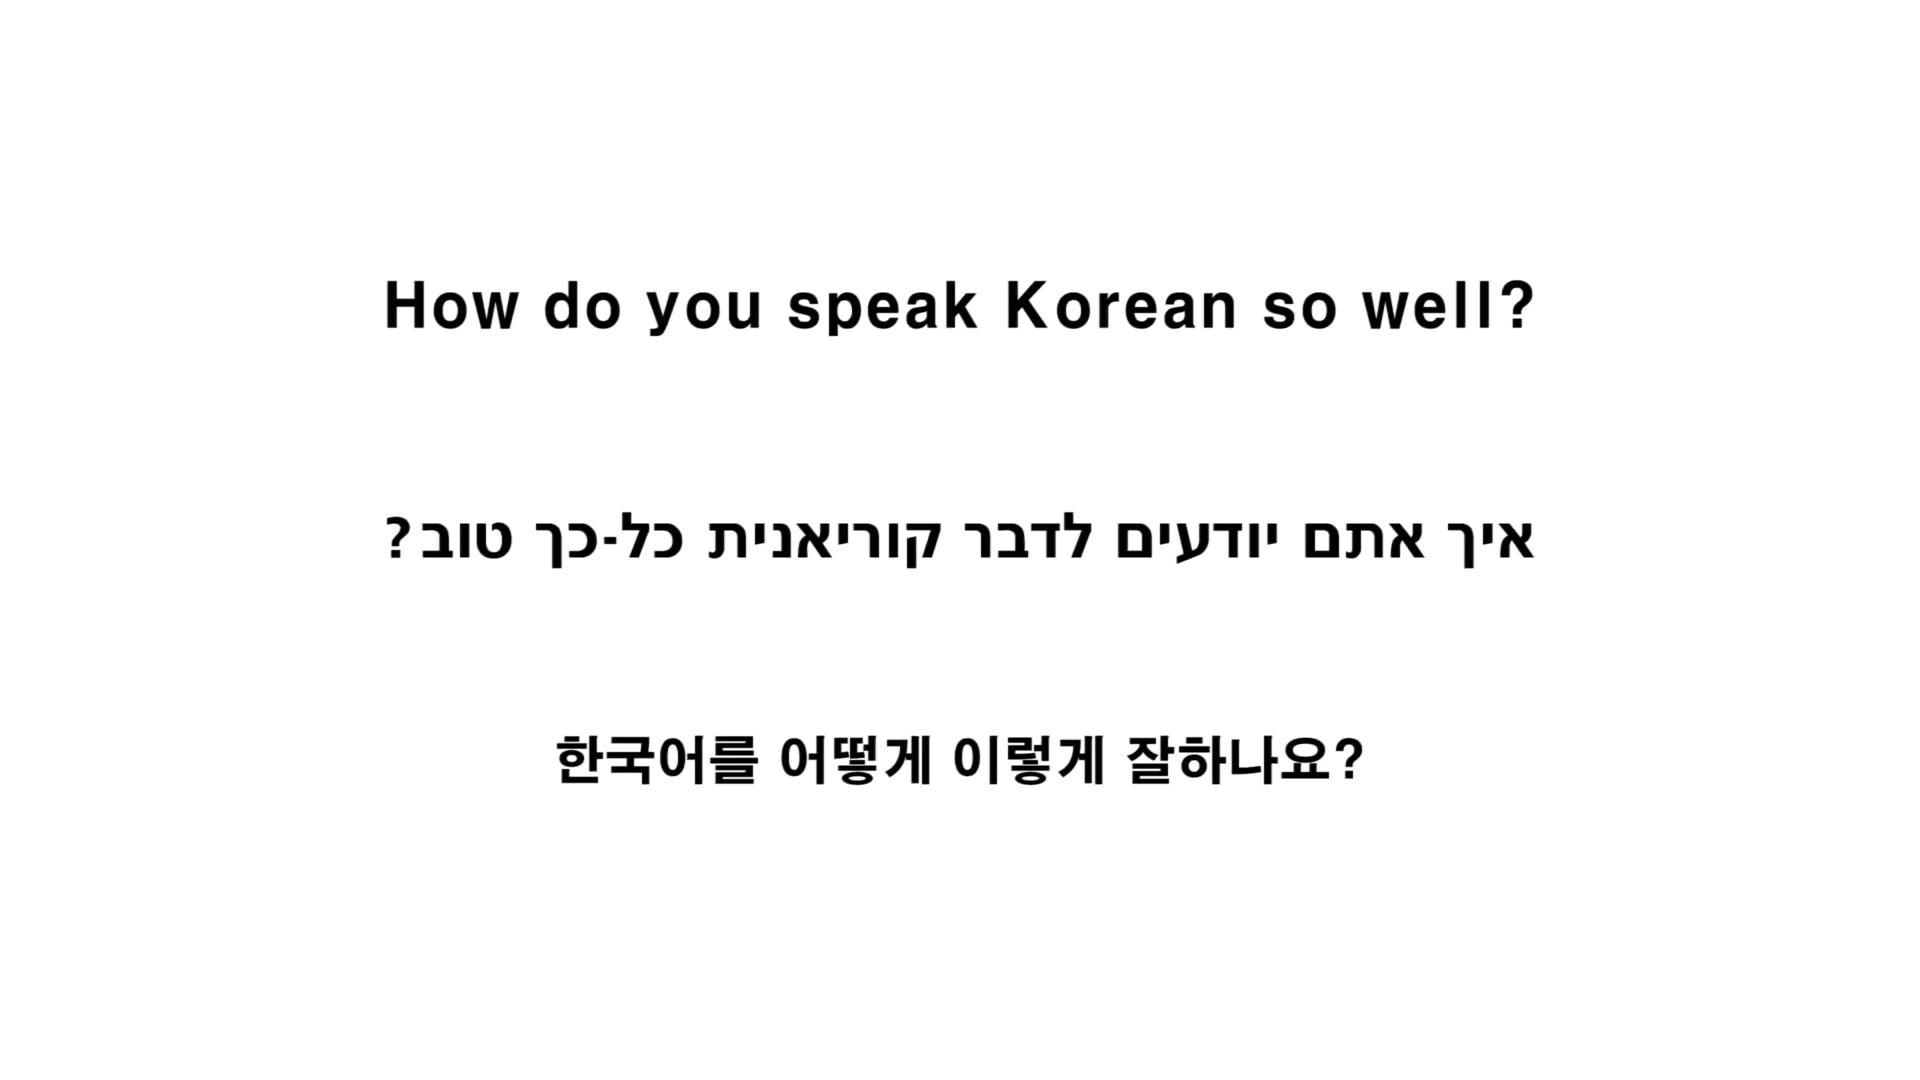 How do you speak Korean so well?
איך אתם יודעים לדבר קוריאנית כל-כך טוב?
한국어를 어떻게 이렇게 잘하나요?